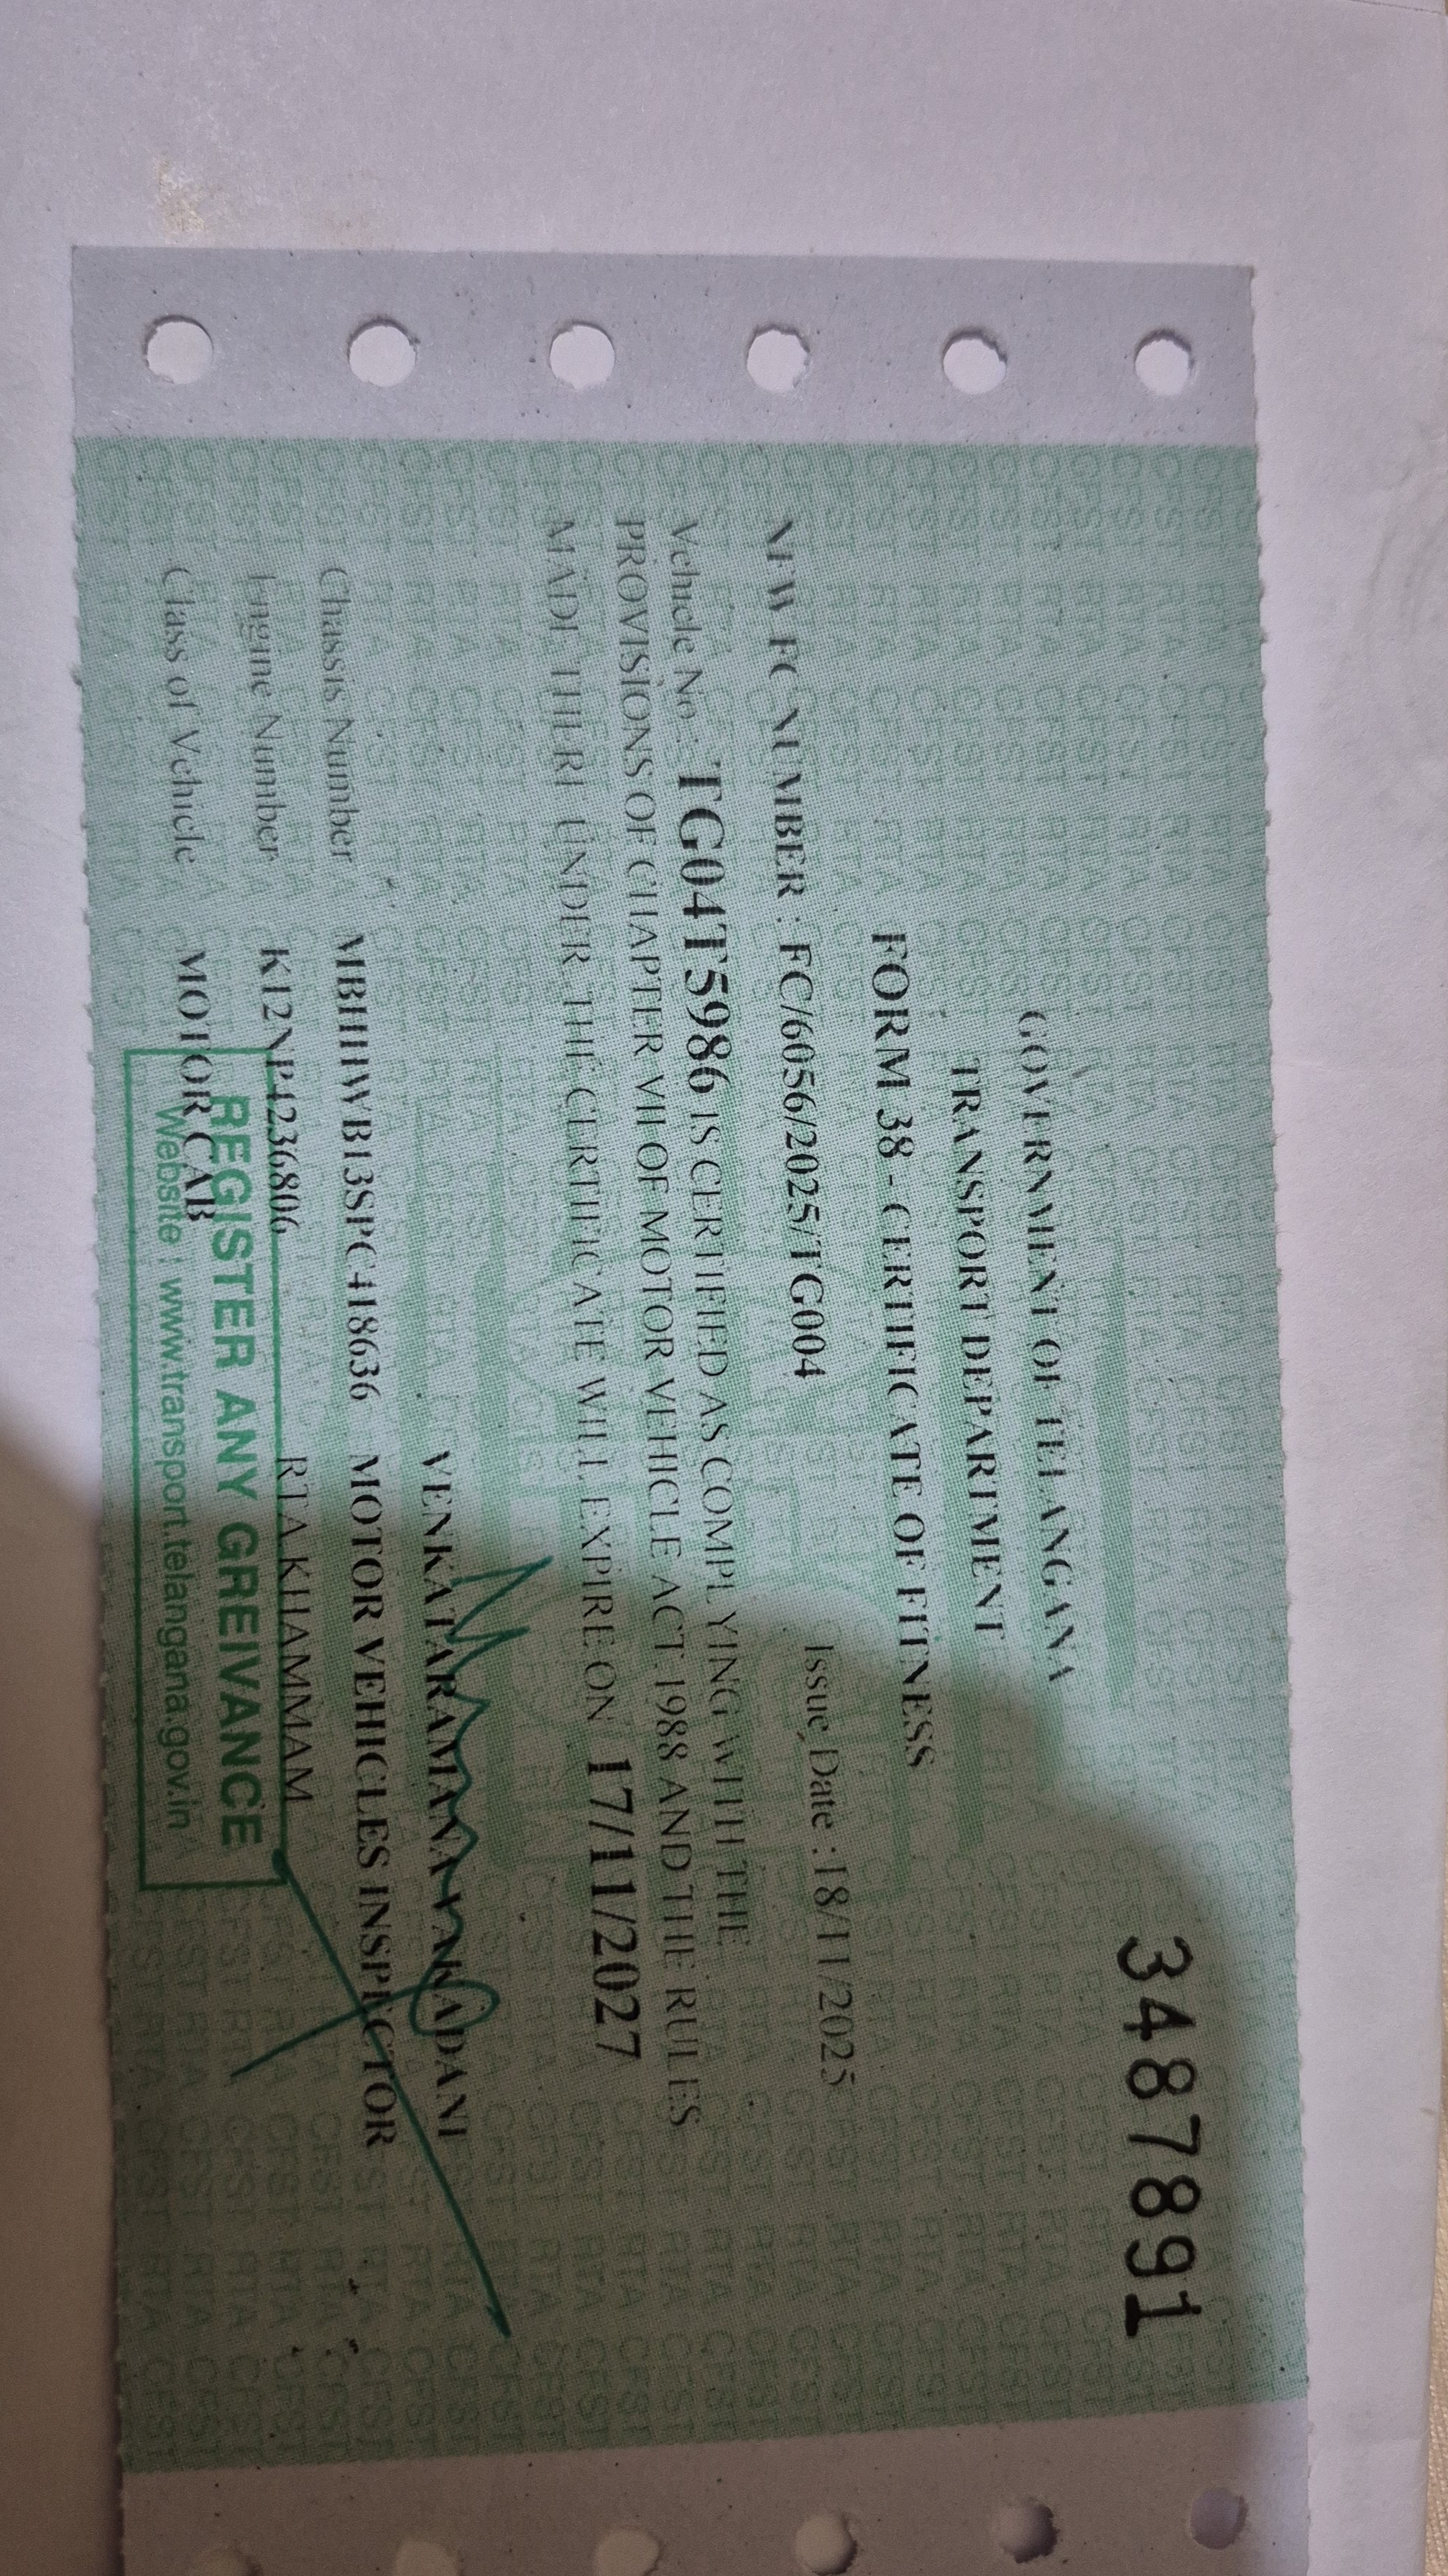 3487891
GOVERNMENT OF TELANGANA
TRANSPORT DEPARTMENT
FORM 38 - CERTIFICATE OF FITNESS
NEW FC NUMBER : FC/6056/2025/TG004 Issue Date :18/11/2025
Vehicle No : TG04T5986 IS CERTIFIED AS COMPLYING WITH THE
PROVISIONS OF CHAPTER VII OF MOTOR VEHICLE ACT.1988 AND THE RULES
MADE THERE UNDER THE CERTIFICATE WILL EXPIRE ON 17/11/2027
VENKATARAMANA VARADANI
Chassis Number MBHHWB13SPC418636 MOTOR VEHICLES INSPECTOR
Engine Number K12NP4236806 RTA KHAMMAM
Class of Vehicle MOTOR CAB
REGISTER ANY GREIVANCE
Website : www.transport.telangana.gov.in